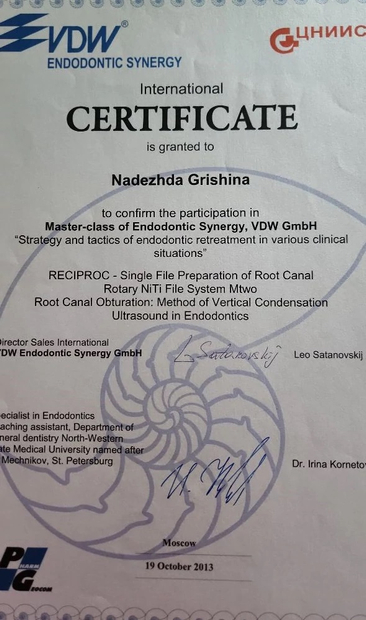 VDW®
ENDODONTIC SYNERGY
ЦНИИС
International
CERTIFICATE
is granted to
Nadezhda Grishina
to confirm the participation in
Master-class of Endodontic Synergy, VDW GmbH
"Strategy and tactics of endodontic retreatment in various clinical
situations"
RECIPROC - Single File Preparation of Root Canal
Rotary NiTi File System Mtwo
Root Canal Obturation: Method of Vertical Condensation
Ultrasound in Endodontics
Director Sales International
VDW Endodontic Synergy GmbH
L. Satanovskij
Leo Satanovskij
pecialist in Endodontics
aching assistant, Department of
neral dentistry North-Western
ate Medical University named after
Mechnikov, St. Petersburg
Dr. Irina Kornetov
Moscow
19 October 2013